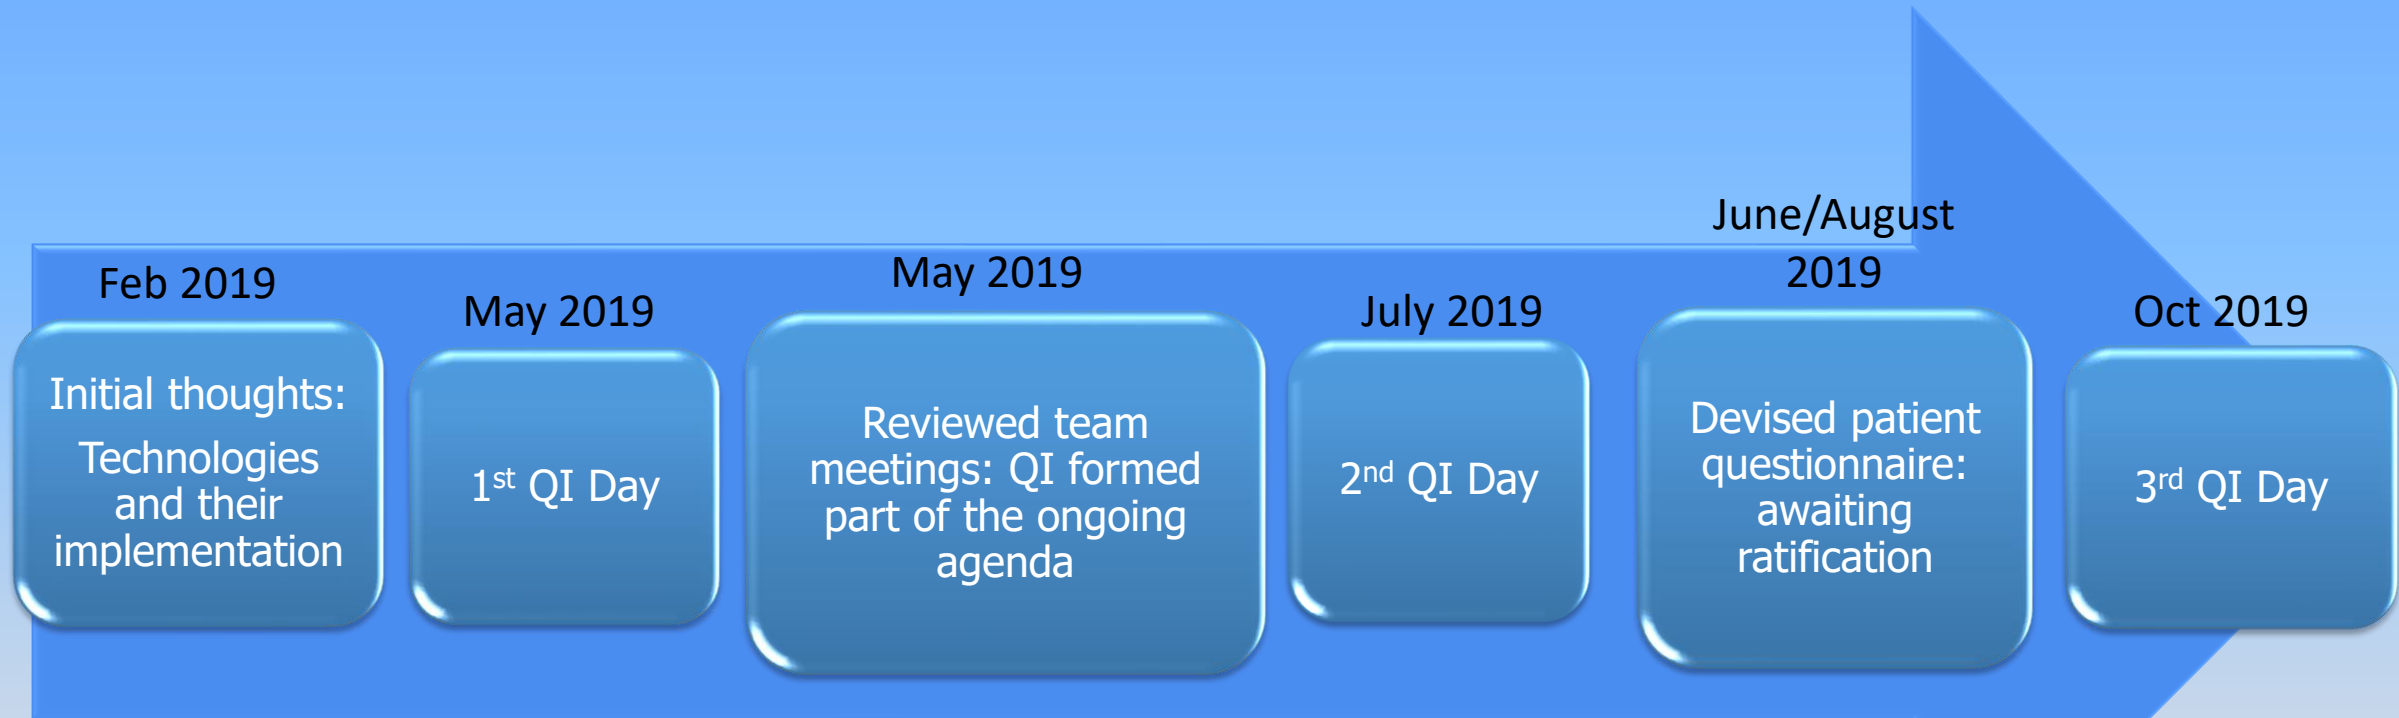 Feb 2019
Initial thoughts:
Technologies
and their
implementation
May 2019
1st QI Day
May 2019
Reviewed team
meetings: QI formed
part of the ongoing
agenda
July 2019
2nd QI Day
June/August
2019
Devised patient
questionnaire:
awaiting
ratification
Oct 2019
3rd QI Day